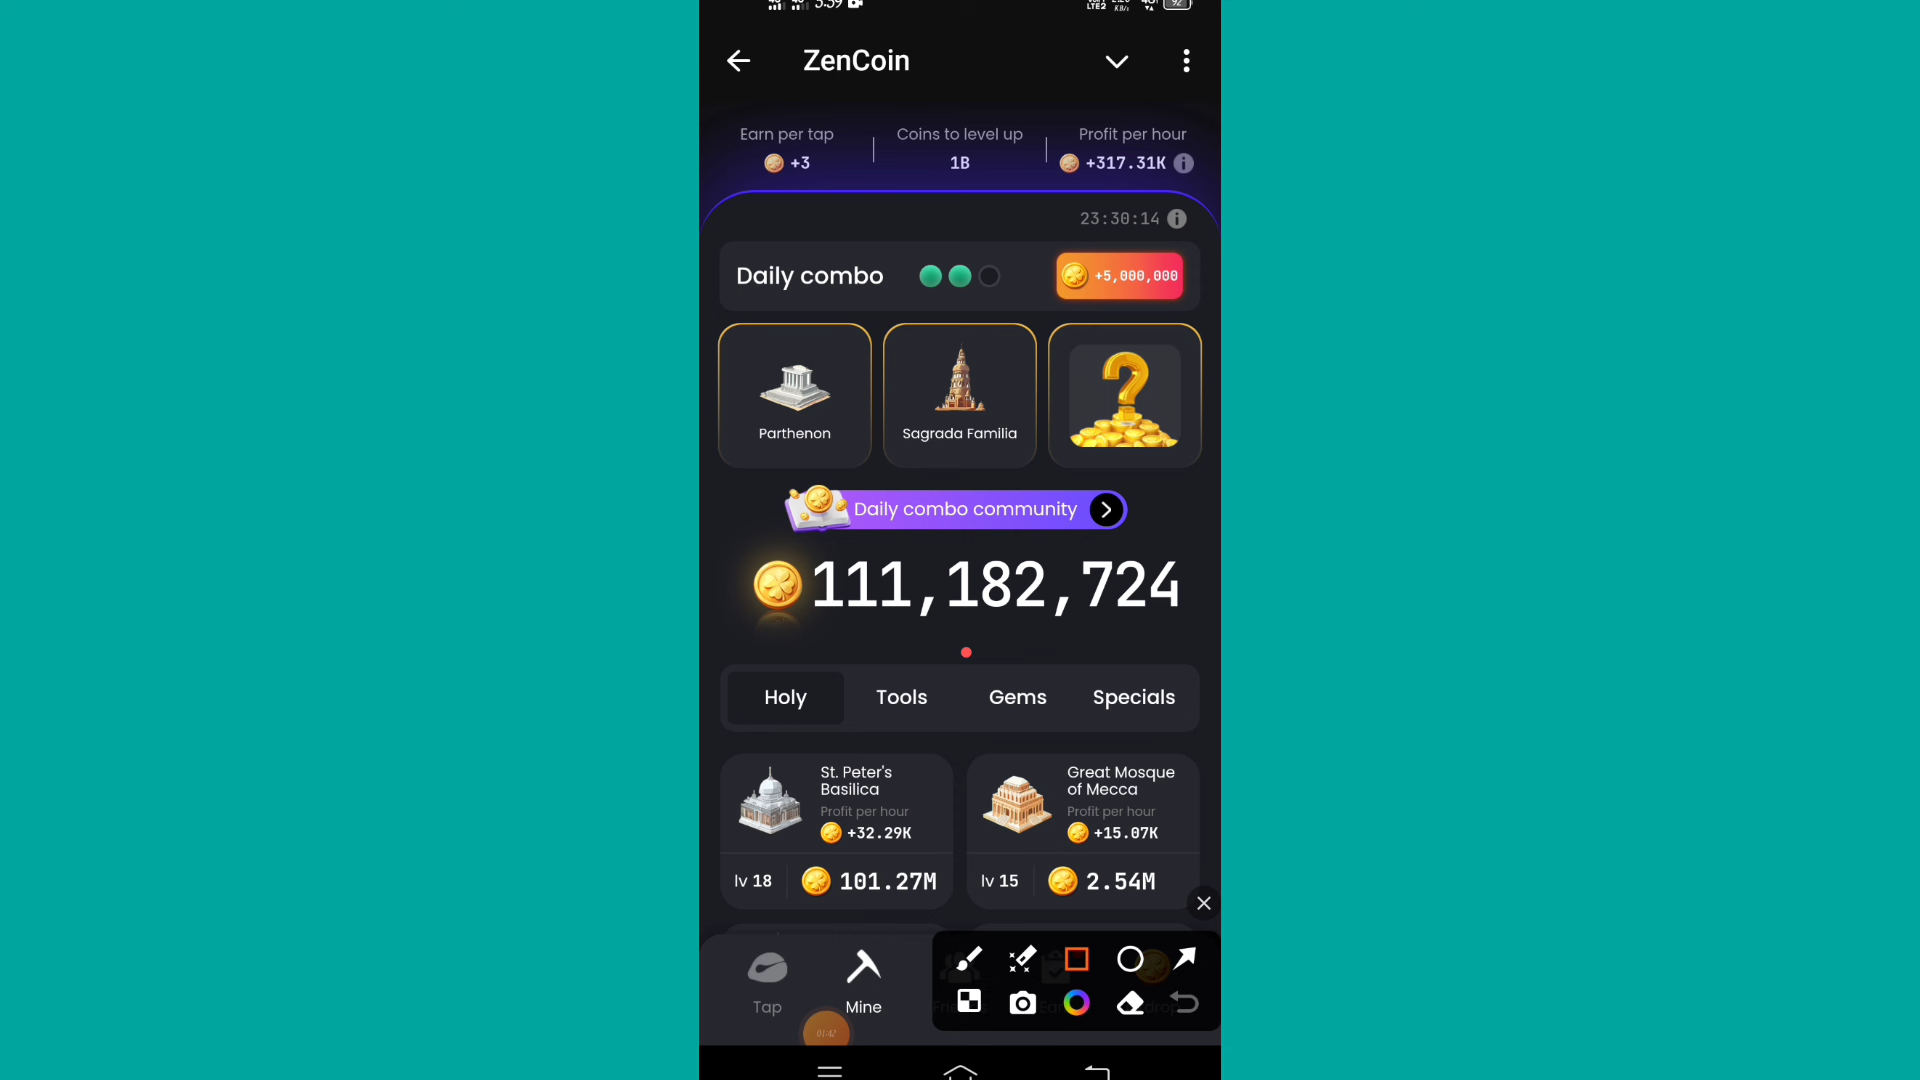 ZenCoin
Earn per tap
Coins to level up
Profit per hour
+3
1B
+317.31K
23:30:14
Daily combo
+5,000,000
Parthenon
Sagrada Familia
Daily combo community
111,182,724
Holy
Tools
Gems
Specials
St. Peter's
Basilica
Profit per hour
+32.29K
lv 18
101.27M
Great Mosque
of Mecca
Profit per hour
+15.07K
lv 15
2.54M
Tap
Mine
01:42